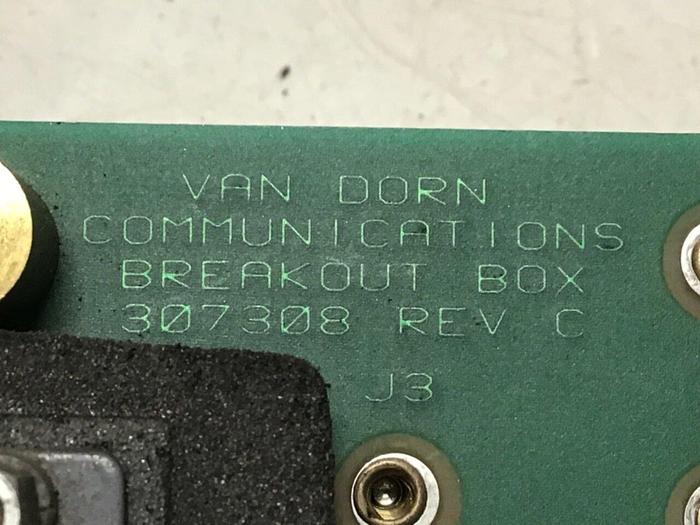 VAN DORN
COMMUNICATIONS
BREAKOUT BOX
307308 REV C
J3